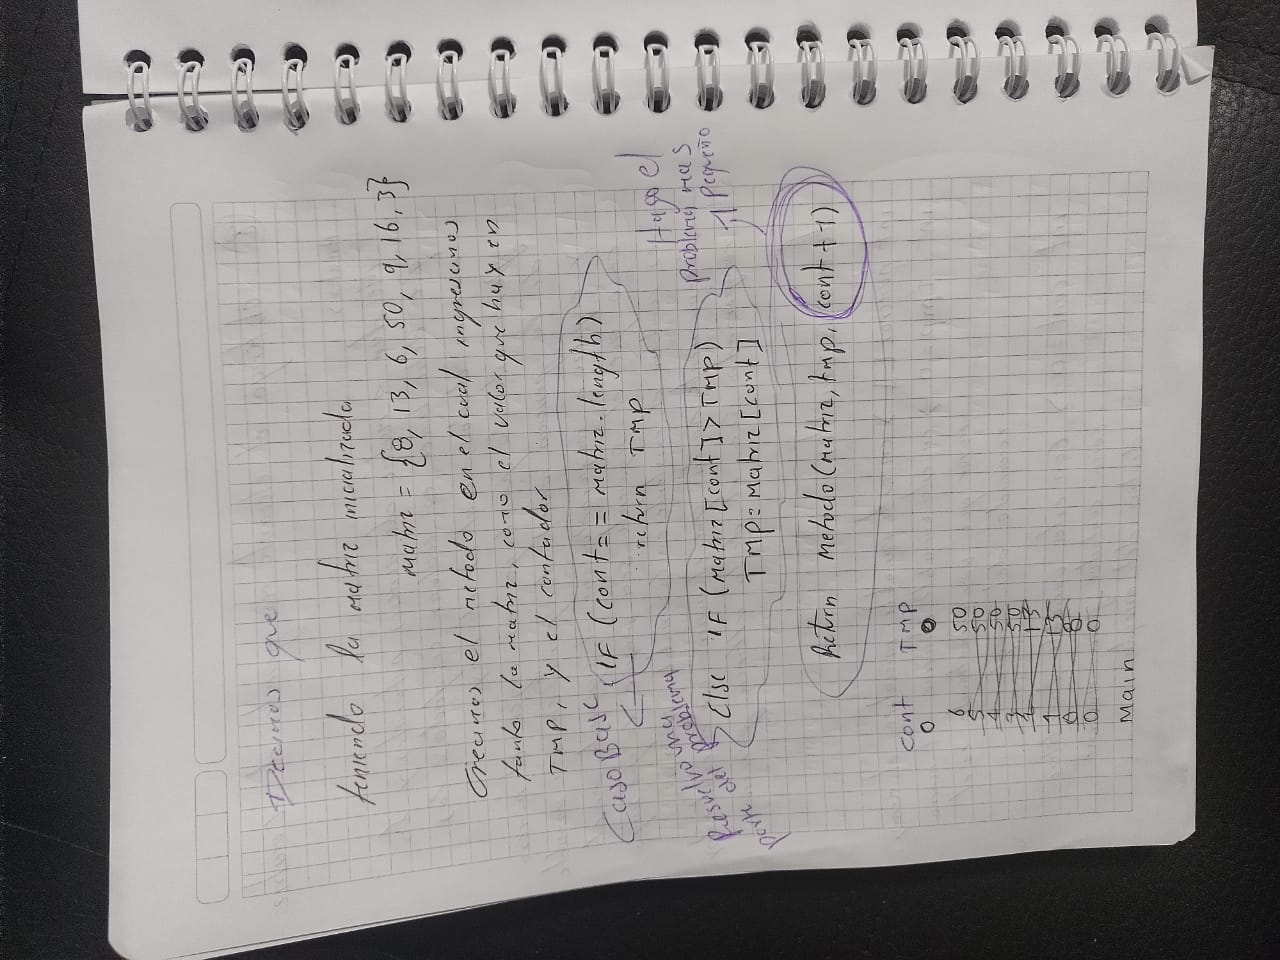 Decimos que
teniendo la matriz inicializada
matriz = {8, 13, 6, 50, 9, 16, 3}
Creamos el metodo en el cual ingresamos
tanto la matriz, como el valor que hay en
TMP, y el contador
Caso Base
IF (cont == matriz.length)
return TMP
Resuelvo una
parte del problema
Else IF (Matriz [cont] > TMP)
TMP = Matriz [cont]
Hago el
problema mas
pequeño
Return Metodo (Matriz, tmp, cont + 1)
cont TMP
0 0
6 50
5 50
4 50
3 50
2 13
1 13
0 8
0 0
Main